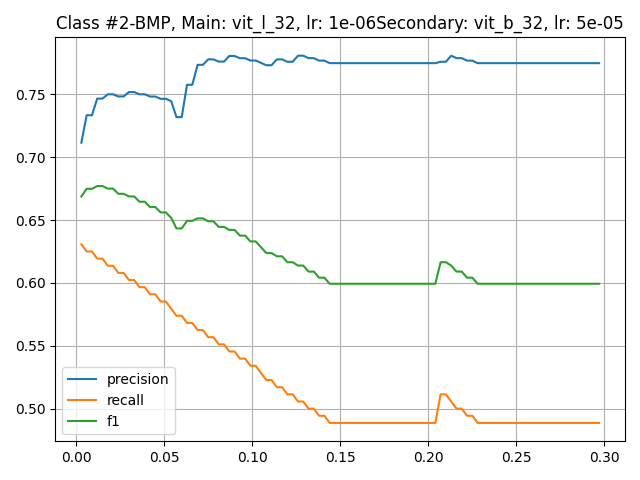 Class #2-BMP, Main: vit_l_32, lr: 1e-06Secondary: vit_b_32, lr: 5e-05
0.75
0.70
0.65
0.60
0.55
0.50
precision
recall
f1
0.00 0.05 0.10 0.15 0.20 0.25 0.30